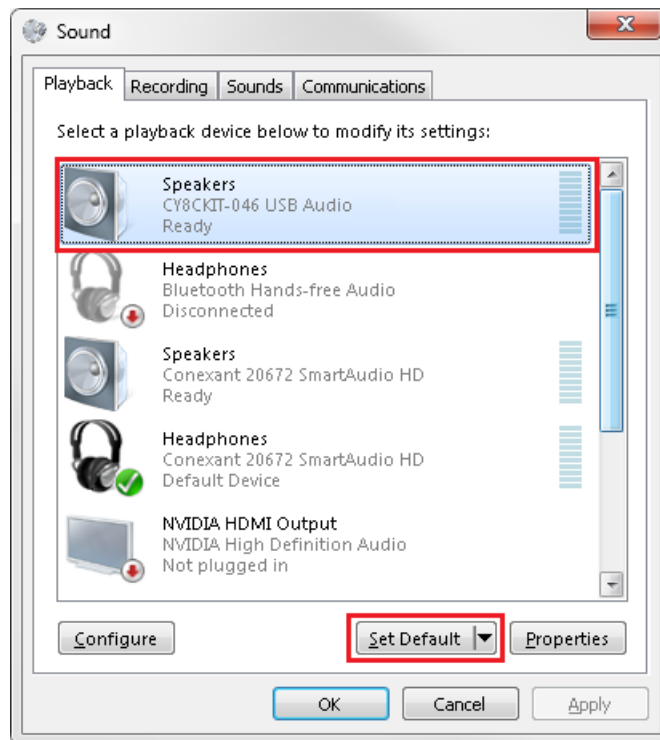 Sound
Playback
Recording
Sounds
Communications
Select a playback device below to modify its settings:
Speakers
CY8CKIT-046 USB Audio
Ready
Headphones
Bluetooth Hands-free Audio
Disconnected
Speakers
Conexant 20672 SmartAudio HD
Ready
Headphones
Conexant 20672 SmartAudio HD
Default Device
NVIDIA HDMI Output
NVIDIA High Definition Audio
Not plugged in
Configure
Set Default
Properties
OK
Cancel
Apply